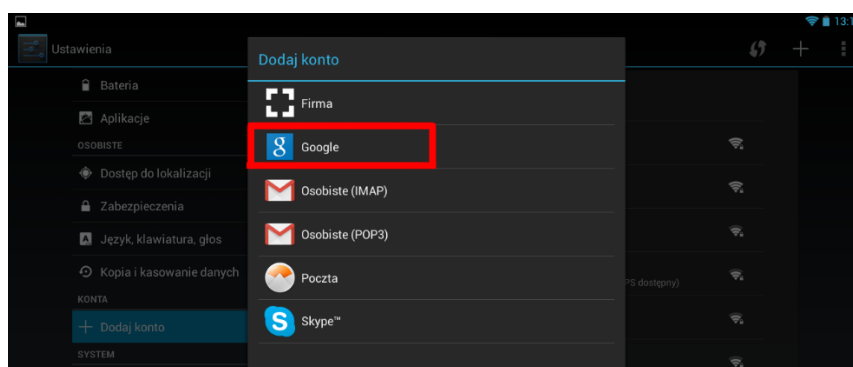 13:1
Ustawienia
Dodaj konto
Bateria
Firma
Aplikacje
OSOBISTE
Google
Dostęp do lokalizacji
Osobiste (IMAP)
Zabezpieczenia
Język, klawiatura, głos
Osobiste (POP3)
Kopia i kasowanie danych
Poczta
PS dostępny)
KONTA
Dodaj konto
Skype™
SYSTEM